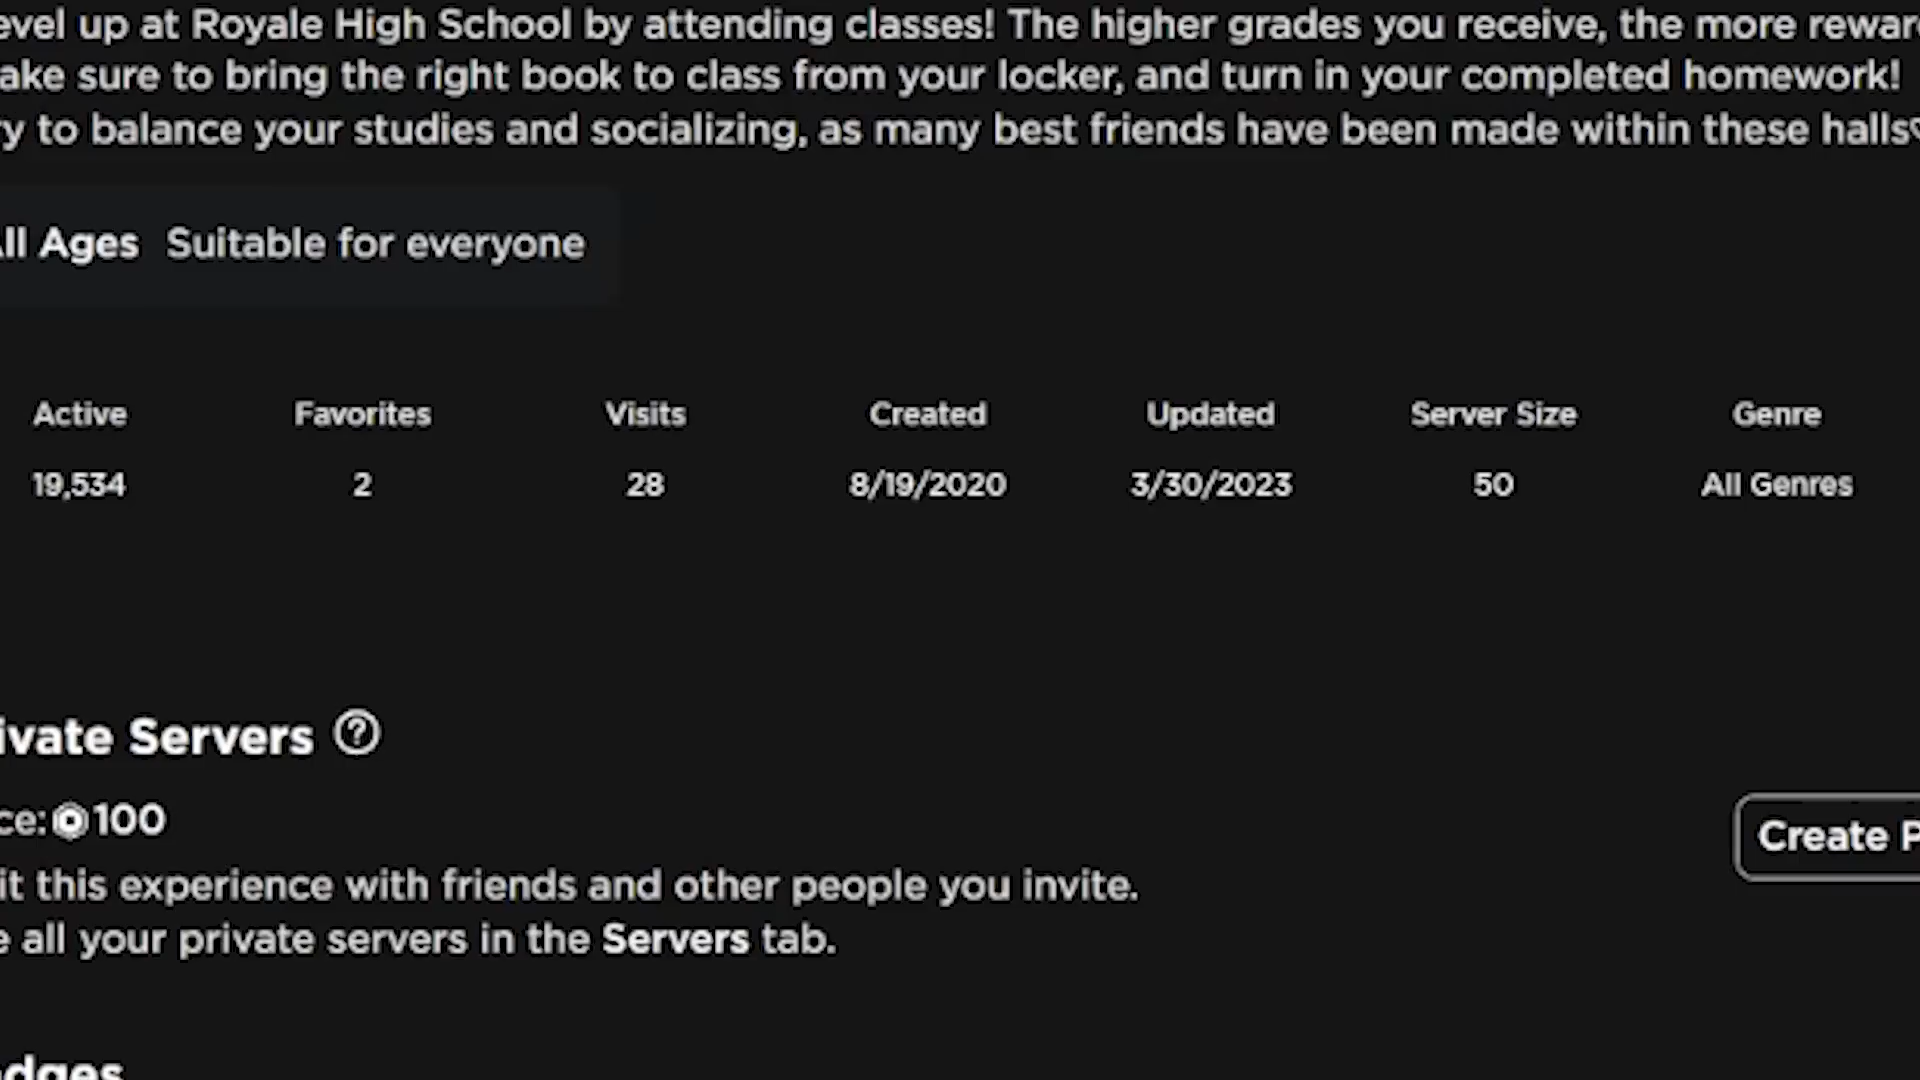 evel up at Royale High School by attending classes! The higher grades you receive, the more rewar
ake sure to bring the right book to class from your locker, and turn in your completed homework!
ry to balance your studies and socializing, as many best friends have been made within these halls♡
All Ages Suitable for everyone
Active Favorites Visits Created Updated Server Size Genre
19,534 2 28 8/19/2020 3/30/2023 50 All Genres
ivate Servers ?
ce: 100
it this experience with friends and other people you invite.
e all your private servers in the Servers tab.
Create P
adges